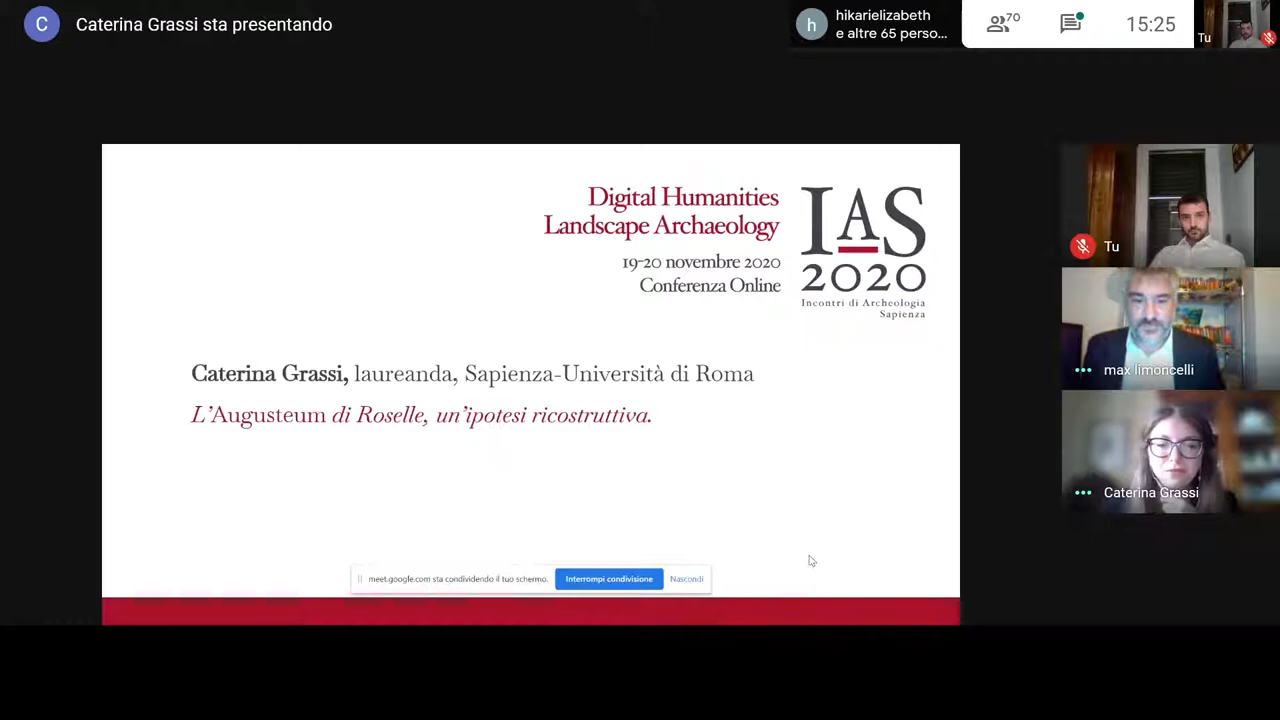 C
Caterina Grassi sta presentando
h
hikarielizabeth
e altre 65 perso...
70
15:25
Tu
Digital Humanities
Landscape Archaeology
19-20 novembre 2020
Conferenza Online
IAS
2020
Incontri di Archeologia
Sapienza
Caterina Grassi, laureanda, Sapienza-Università di Roma
L'Augusteum di Roselle, un'ipotesi ricostruttiva.
meet.google.com sta condividendo il tuo schermo.
Interrompi condivisione
Nascondi
Tu
max limoncelli
Caterina Grassi